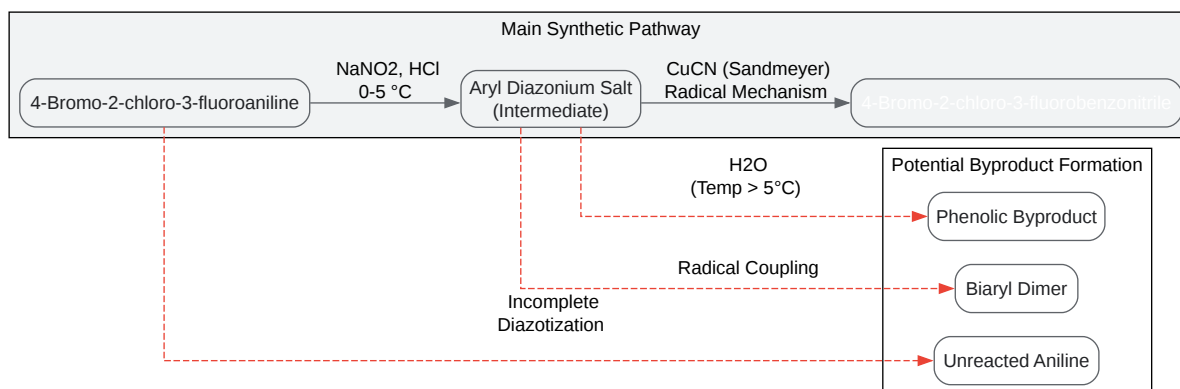 Main Synthetic Pathway
4-Bromo-2-chloro-3-fluoroaniline
NaNO2, HCl
0-5 °C
Aryl Diazonium Salt
(Intermediate)
CuCN (Sandmeyer)
Radical Mechanism
4-Bromo-2-chloro-3-fluorobenzonitrile
H2O
(Temp > 5°C)
Potential Byproduct Formation
Phenolic Byproduct
Radical Coupling
Biaryl Dimer
Incomplete
Diazotization
Unreacted Aniline